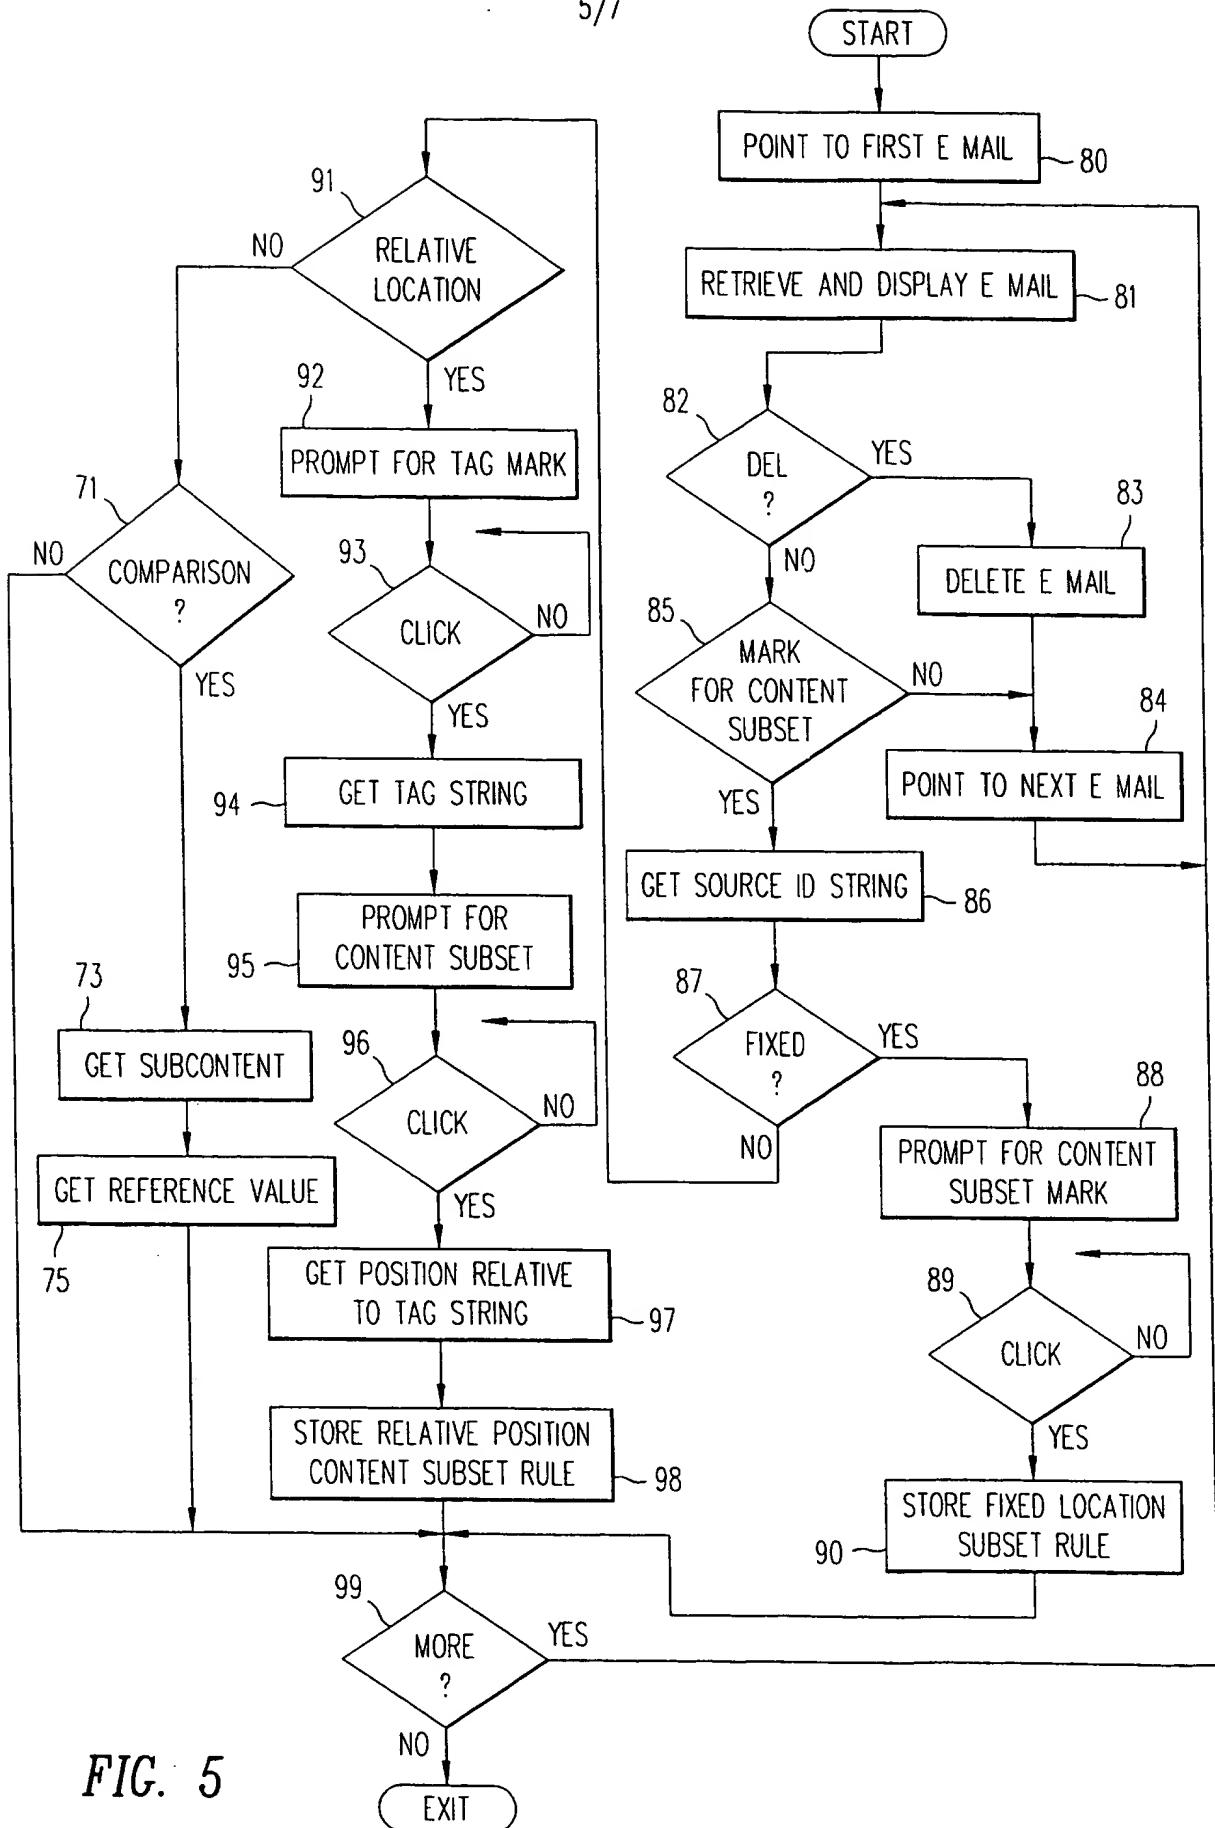 5/7
START
POINT TO FIRST E MAIL
80
RETRIEVE AND DISPLAY E MAIL
81
82
DEL
?
YES
NO
83
DELETE E MAIL
85
MARK
FOR CONTENT
SUBSET
NO
YES
84
POINT TO NEXT E MAIL
GET SOURCE ID STRING
86
87
FIXED
?
YES
NO
88
PROMPT FOR CONTENT
SUBSET MARK
89
CLICK
NO
YES
STORE FIXED LOCATION
SUBSET RULE
90
91
RELATIVE
LOCATION
NO
YES
92
PROMPT FOR TAG MARK
93
CLICK
NO
YES
GET TAG STRING
94
PROMPT FOR
CONTENT SUBSET
95
96
CLICK
NO
YES
GET POSITION RELATIVE
TO TAG STRING
97
STORE RELATIVE POSITION
CONTENT SUBSET RULE
98
71
COMPARISON
?
NO
YES
73
GET SUBCONTENT
GET REFERENCE VALUE
75
99
MORE
?
YES
NO
EXIT
FIG. 5